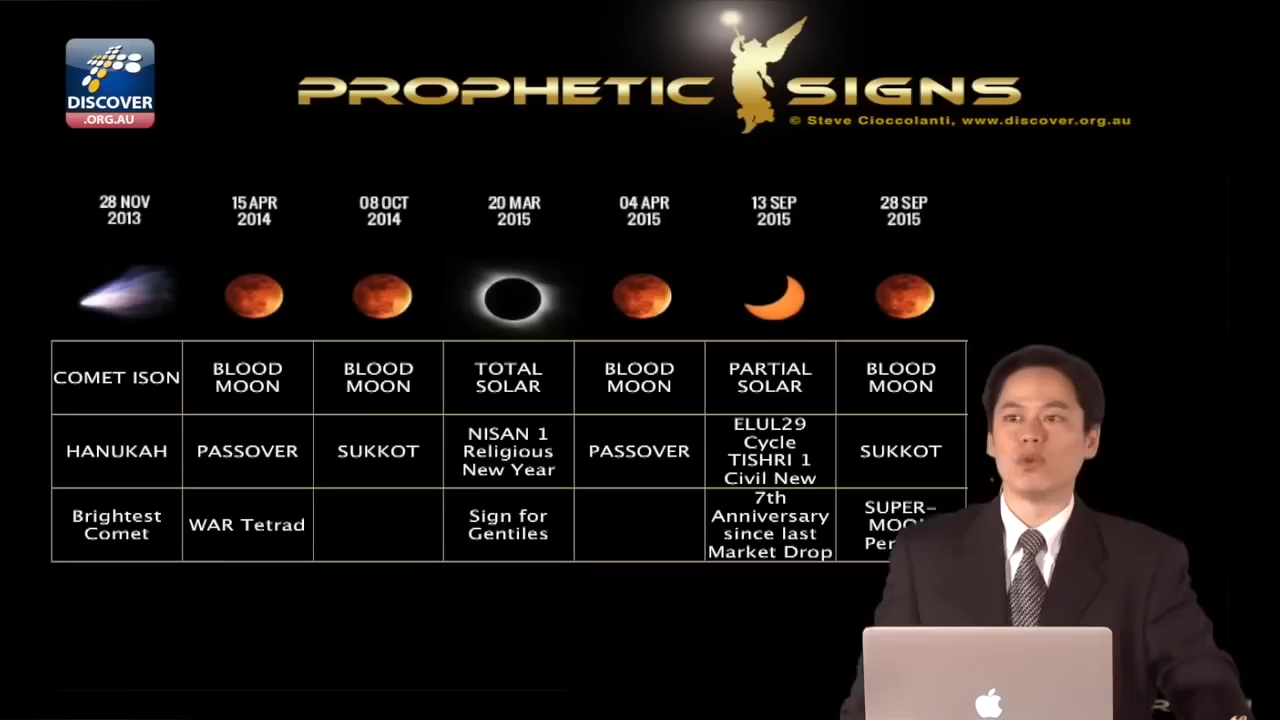 DISCOVER
.ORG.AU
PROPHETIC SIGNS
© Steve Cioccolanti, www.discover.org.au
28 NOV
2013
15 APR
2014
08 OCT
2014
20 MAR
2015
04 APR
2015
13 SEP
2015
28 SEP
2015
COMET ISON
BLOOD
MOON
BLOOD
MOON
TOTAL
SOLAR
BLOOD
MOON
PARTIAL
SOLAR
BLOOD
MOON
HANUKAH
PASSOVER
SUKKOT
NISAN 1
Religious
New Year
PASSOVER
ELUL29
Cycle
TISHRI 1
Civil New
SUKKOT
Brightest
Comet
WAR Tetrad
Sign for
Gentiles
7th
Anniversary
since last
Market Drop
SUPER-